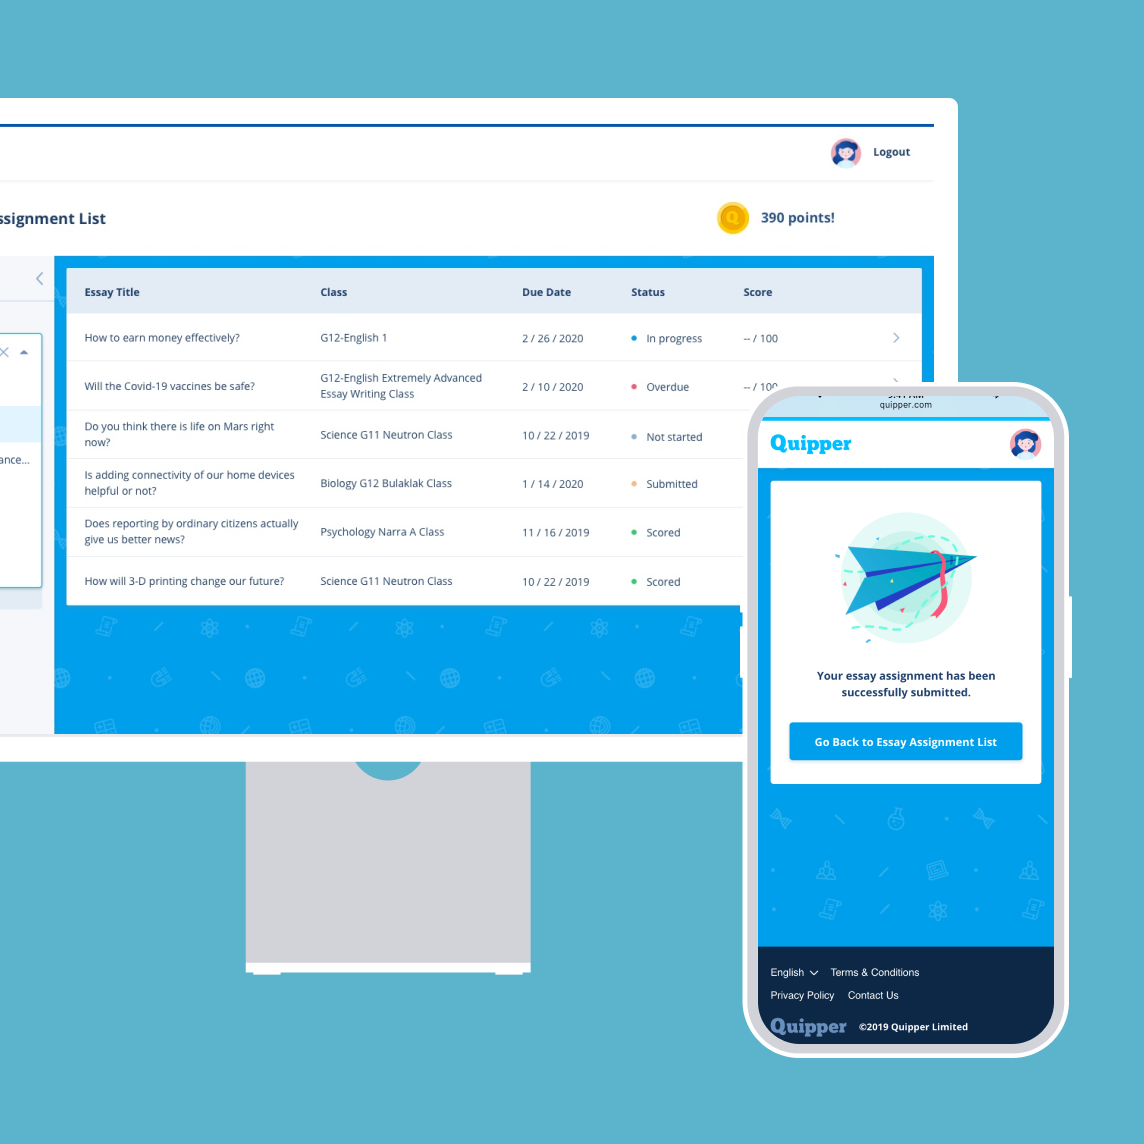 Logout
ssignment List
390 points!
Essay Title Class Due Date Status Score
How to earn money effectively? G12-English 1 2 / 26 / 2020 In progress -- / 100
Will the Covid-19 vaccines be safe? G12-English Extremely Advanced
Essay Writing Class 2 / 10 / 2020 Overdue -- / 100
Do you think there is life on Mars right
now? Science G11 Neutron Class 10 / 22 / 2019 Not started
ance...
Is adding connectivity of our home devices
helpful or not? Biology G12 Bulaklak Class 1 / 14 / 2020 Submitted
Does reporting by ordinary citizens actually
give us better news? Psychology Narra A Class 11 / 16 / 2019 Scored
How will 3-D printing change our future? Science G11 Neutron Class 10 / 22 / 2019 Scored
9:41 AM
quipper.com
Quipper
Your essay assignment has been
successfully submitted.
Go Back to Essay Assignment List
English Terms & Conditions
Privacy Policy Contact Us
Quipper ©2019 Quipper Limited